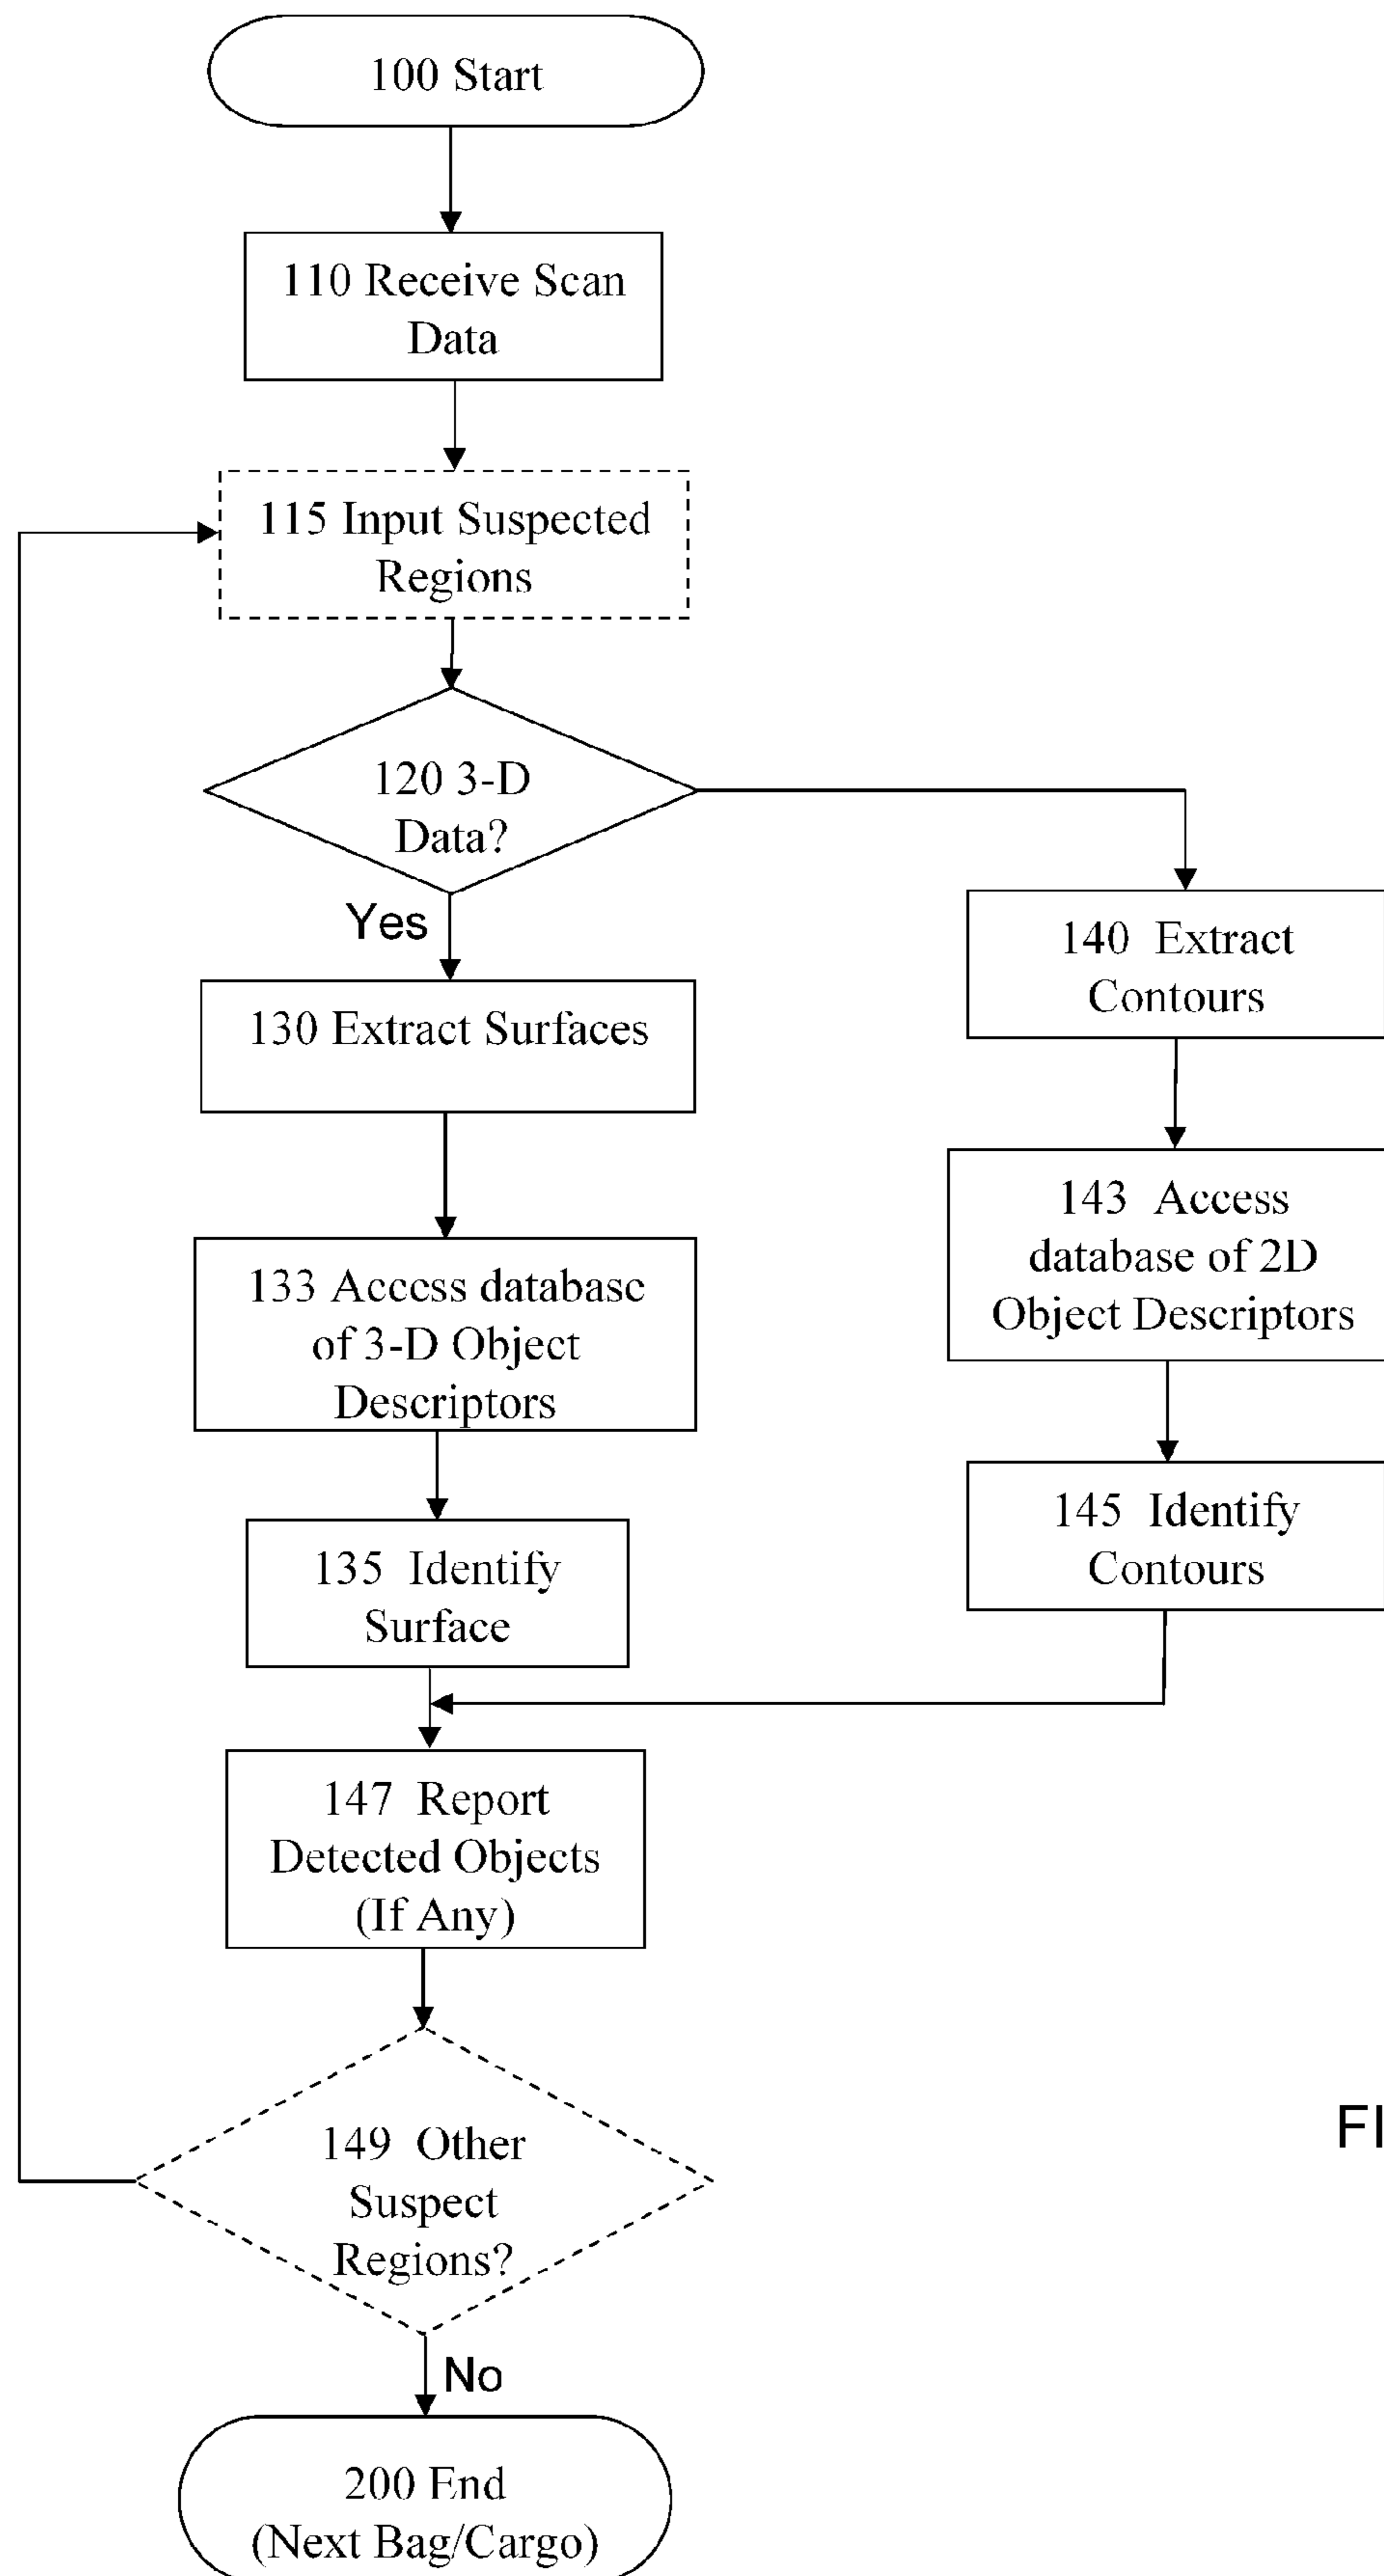 100 Start
110 Receive Scan
Data
115 Input Suspected
Regions
120 3-D
Data?
Yes
130 Extract Surfaces
133 Access database
of 3-D Object
Descriptors
135 Identify
Surface
140 Extract
Contours
143 Access
database of 2D
Object Descriptors
145 Identify
Contours
147 Report
Detected Objects
(If Any)
149 Other
Suspect
Regions?
No
200 End
(Next Bag/Cargo)